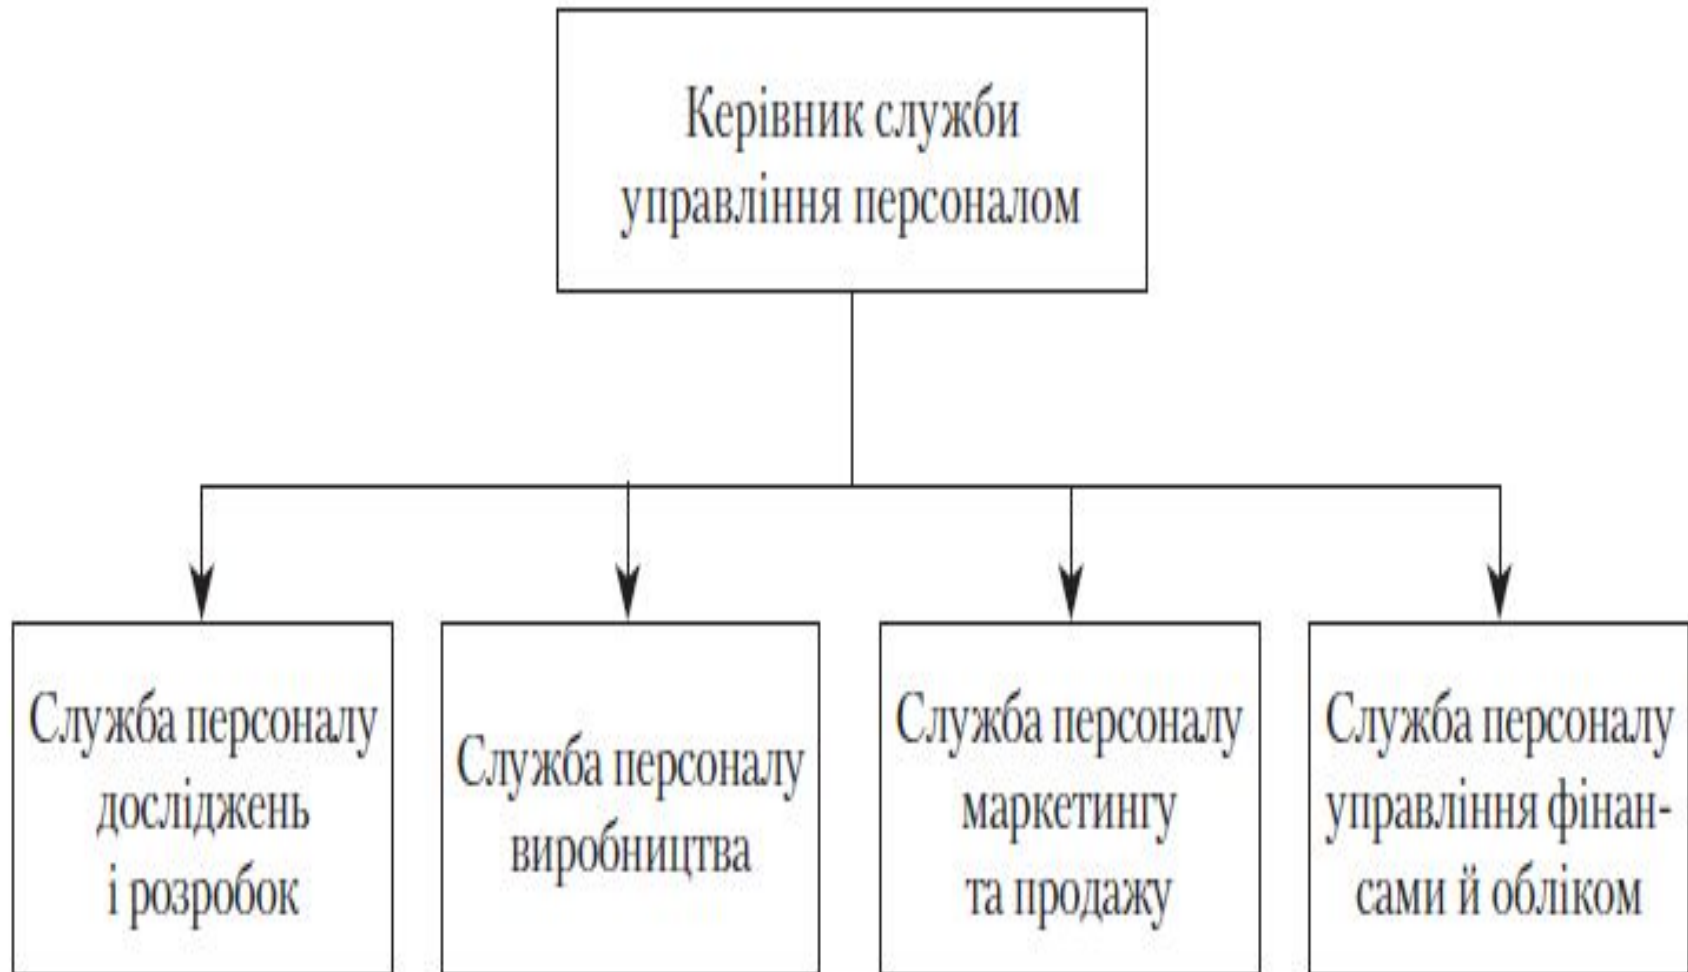 Керівник служби
управління персоналом
Служба персоналу
досліджень
і розробок
Служба персоналу
виробництва
Служба персоналу
маркетингу
та продажу
Служба персоналу
управління фінан-
сами й обліком